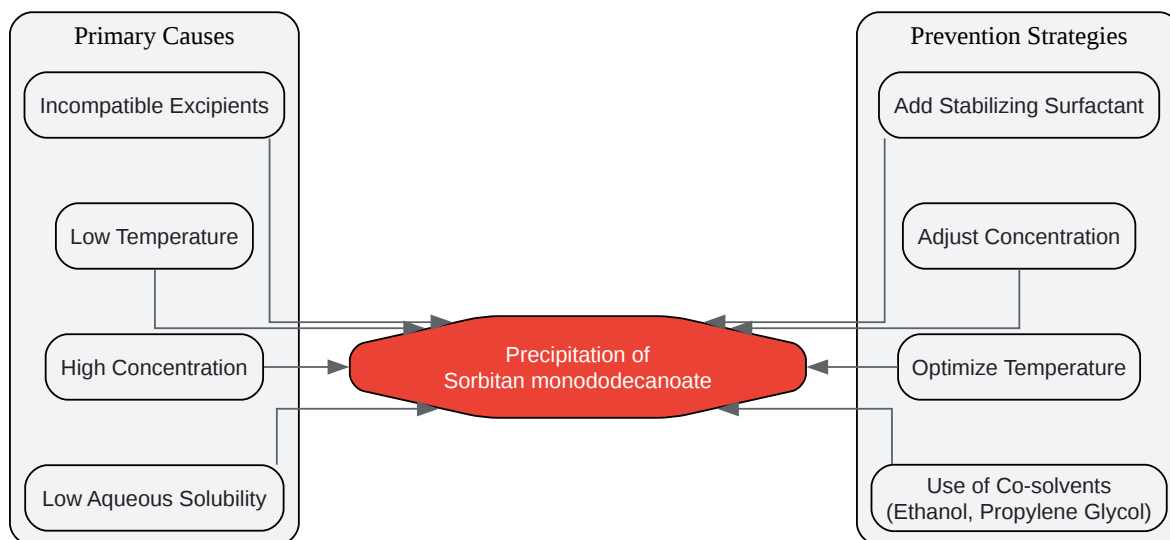 Primary Causes
Incompatible Excipients
Low Temperature
High Concentration
Low Aqueous Solubility
Precipitation of
Sorbitan monododecanoate
Prevention Strategies
Add Stabilizing Surfactant
Adjust Concentration
Optimize Temperature
Use of Co-solvents
(Ethanol, Propylene Glycol)